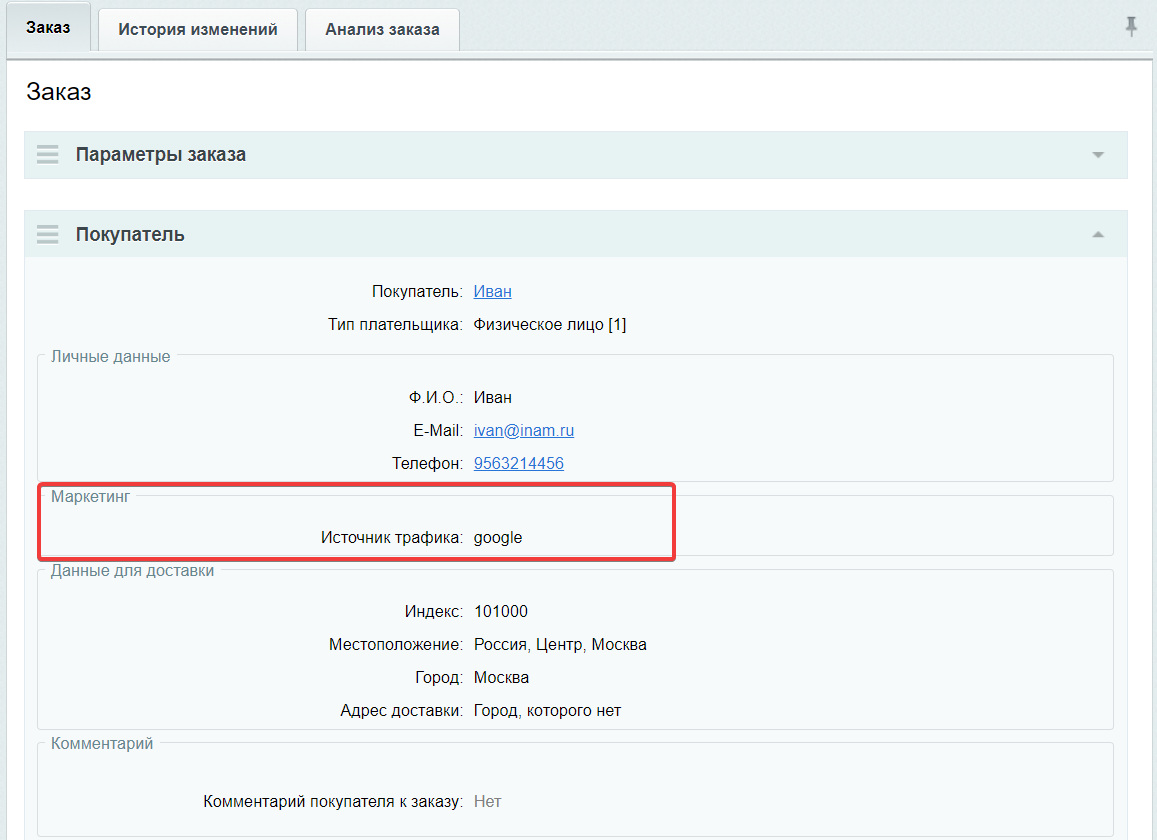 Заказ
История изменений
Анализ заказа
Заказ
Параметры заказа
Покупатель
Покупатель: Иван
Тип плательщика: Физическое лицо [1]
Личные данные
Ф.И.О.: Иван
E-Mail: ivan@inam.ru
Телефон: 9563214456
Маркетинг
Источник трафика: google
Данные для доставки
Индекс: 101000
Местоположение: Россия, Центр, Москва
Город: Москва
Адрес доставки: Город, которого нет
Комментарий
Комментарий покупателя к заказу: Нет